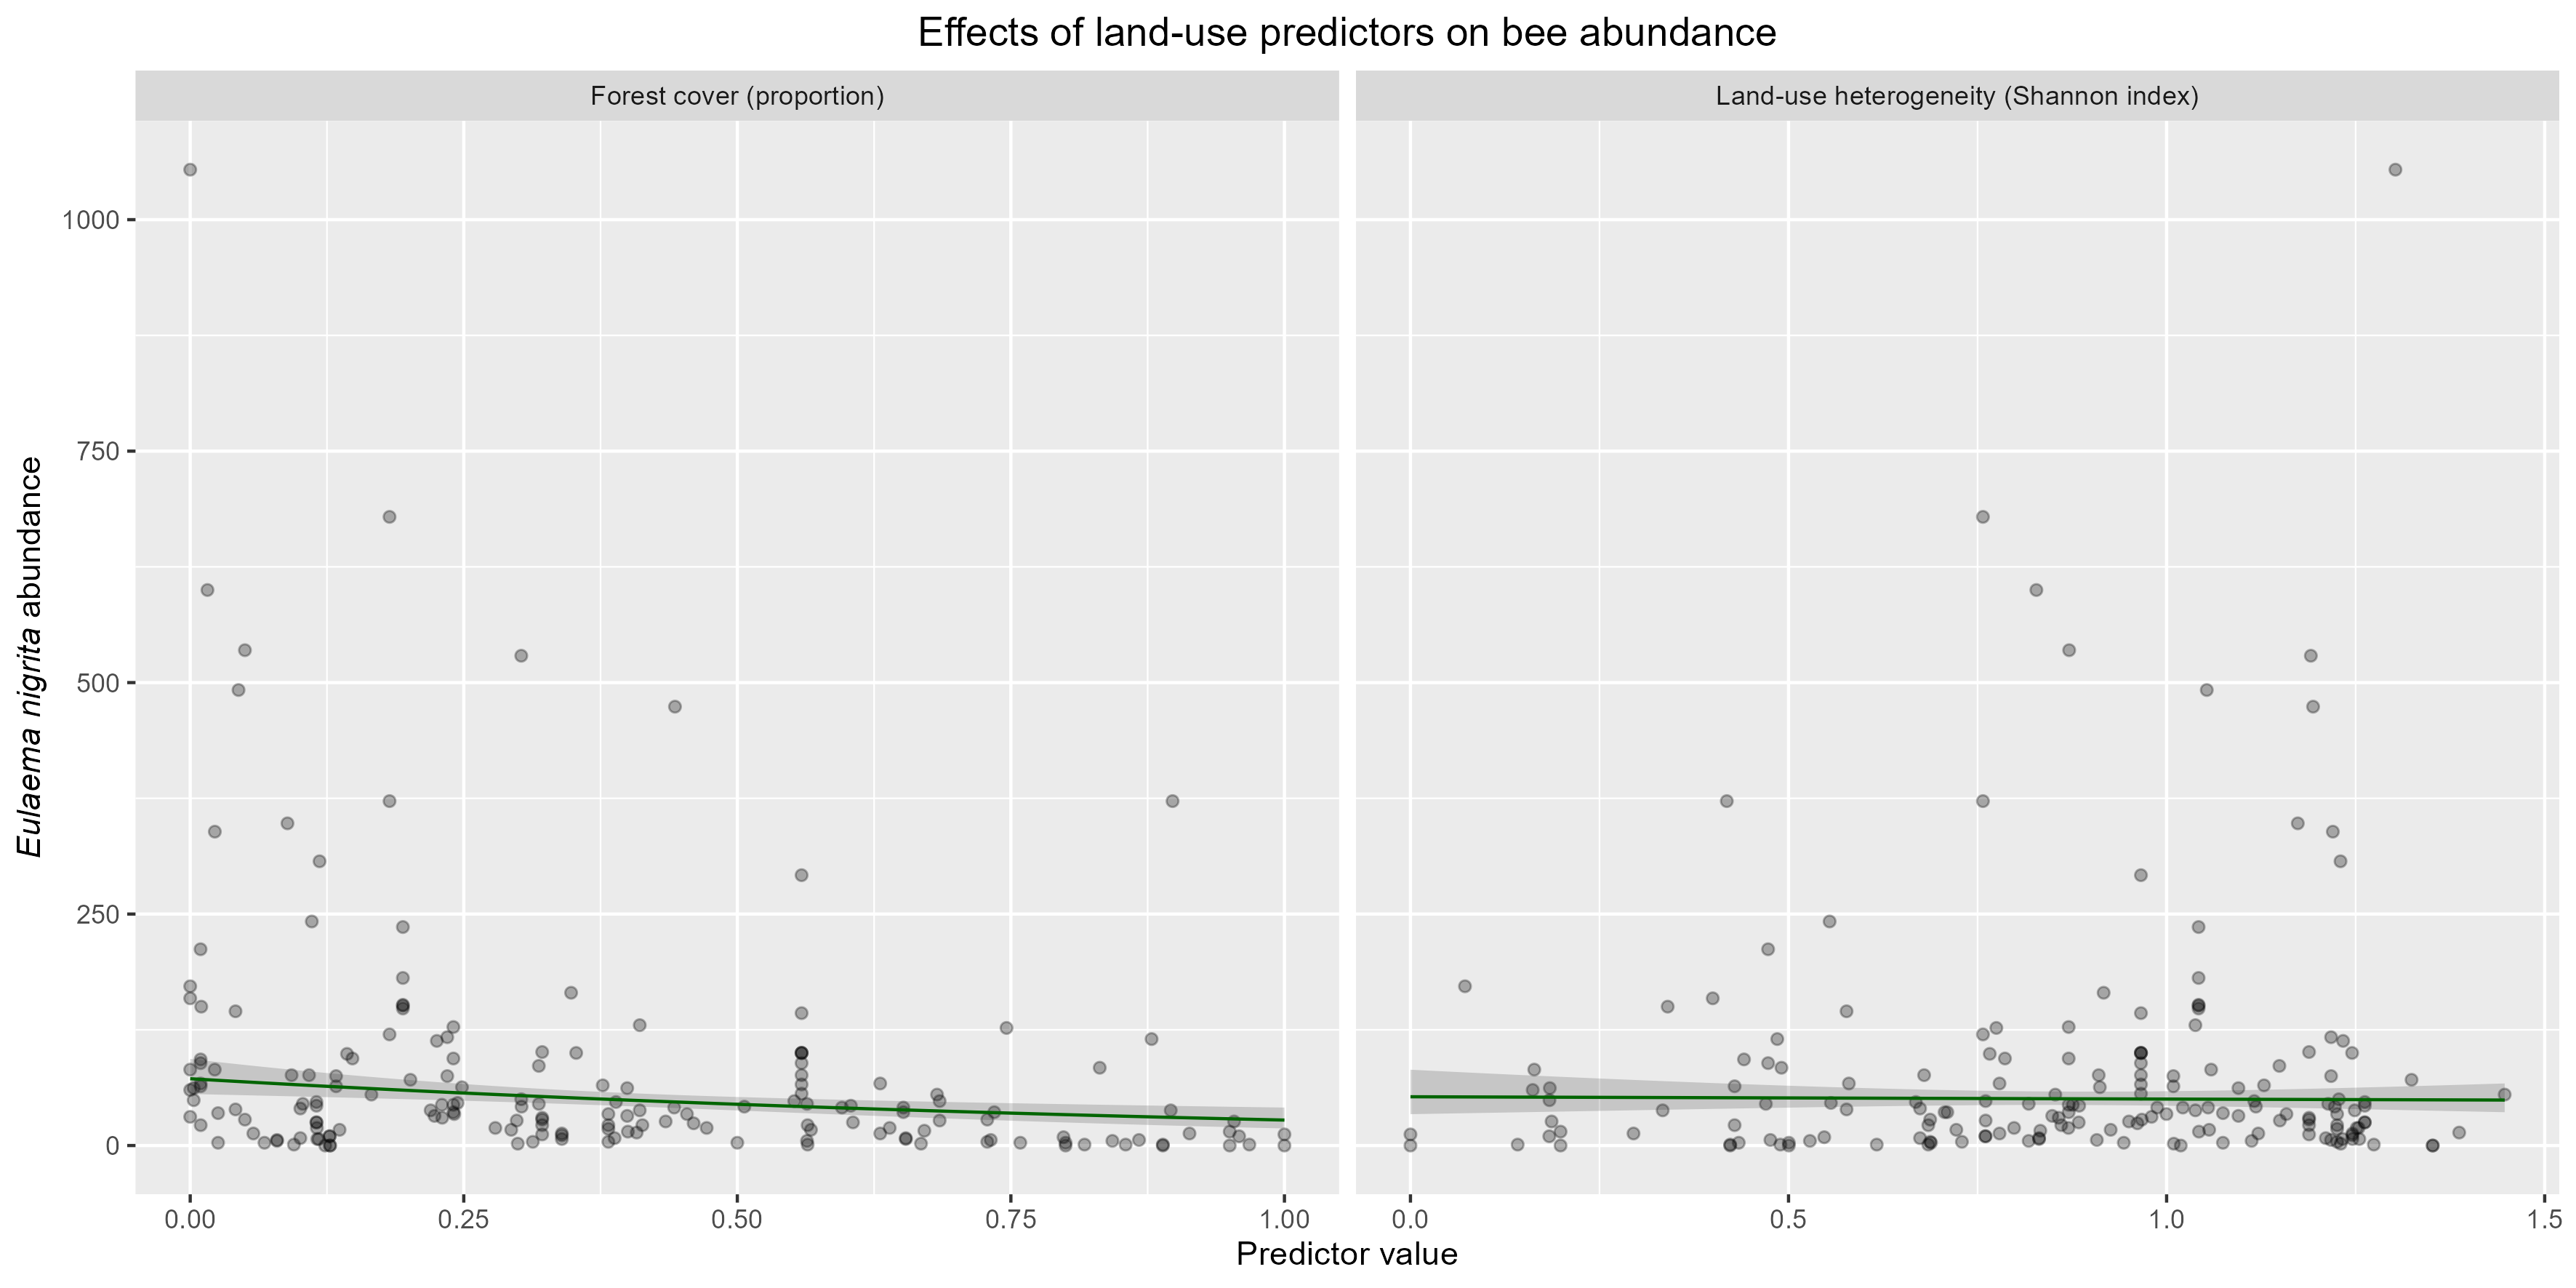 Effects of land-use predictors on bee abundance
Forest cover (proportion)
Land-use heterogeneity (Shannon index)
Eulaema nigrita abundance
1000
750
500
250
0
0.00 0.25 0.50 0.75 1.00
0.0 0.5 1.0 1.5
Predictor value